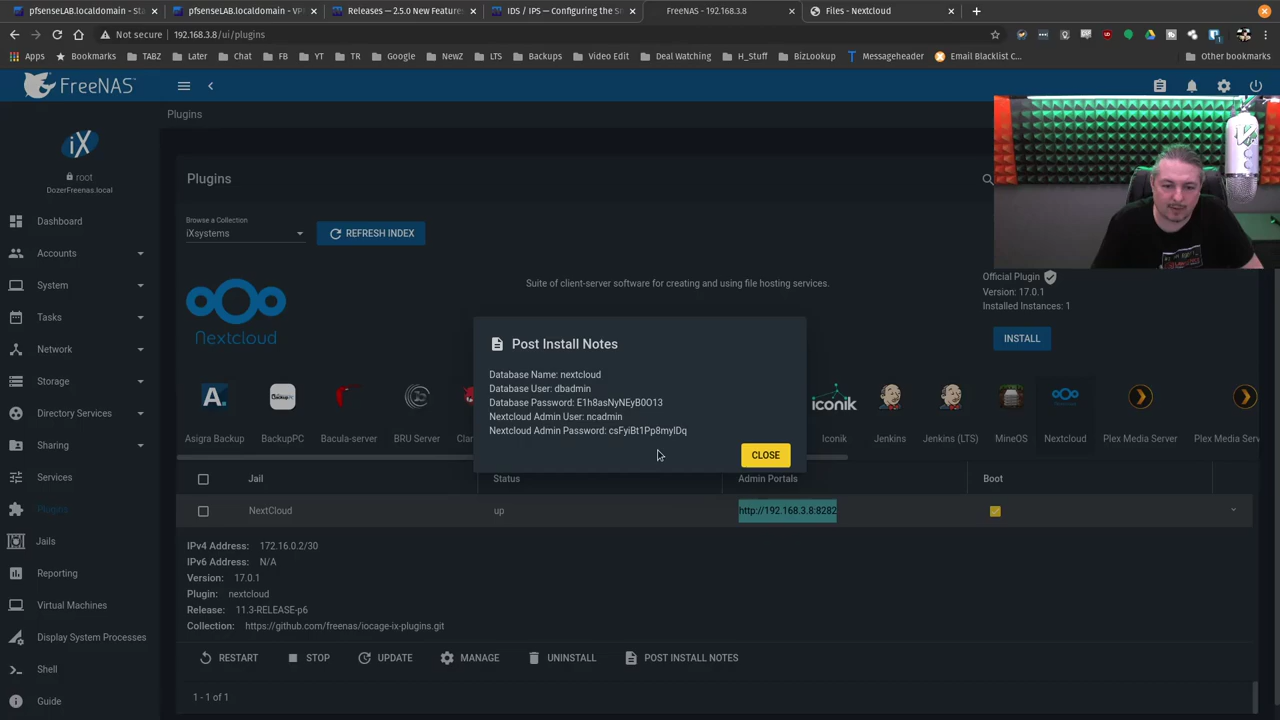 pfsenseLAB.localdomain - Sta
pfsenseLAB.localdomain - VP
Releases — 2.5.0 New Feature
IDS / IPS — Configuring the S
FreeNAS - 192.168.3.8
Files - Nextcloud
Not secure
192.168.3.8/ui/plugins
Apps
Bookmarks
TABZ
Later
Chat
FB
YT
TR
Google
NewZ
LTS
Backups
Video Edit
Deal Watching
H_Stuff
BizLookup
Messageheader
Email Blacklist C...
Other bookmarks
FreeNAS
Plugins
iX
root
DozerFreenas.local
Plugins
Browse a Collection
iXsystems
REFRESH INDEX
Dashboard
Accounts
System
Tasks
Network
Storage
Directory Services
Sharing
Services
Plugins
Jails
Reporting
Virtual Machines
Display System Processes
Shell
Guide
Nextcloud
Suite of client-server software for creating and using file hosting services.
Official Plugin
Version: 17.0.1
Installed Instances: 1
INSTALL
Post Install Notes
Database Name: nextcloud
Database User: dbadmin
Database Password: E1h8asNyNEyB0O13
Nextcloud Admin User: ncadmin
Nextcloud Admin Password: csFyiBt1Pp8myIDq
CLOSE
Asigra Backup
BackupPC
Bacula-server
BRU Server
Clar
iconik
Iconik
Jenkins
Jenkins (LTS)
MineOS
Nextcloud
Plex Media Server
Plex Media Serve
Jail
Status
Admin Portals
Boot
NextCloud
up
http://192.168.3.8:8282
IPv4 Address: 172.16.0.2/30
IPv6 Address: N/A
Version: 17.0.1
Plugin: nextcloud
Release: 11.3-RELEASE-p6
Collection: https://github.com/freenas/iocage-ix-plugins.git
RESTART
STOP
UPDATE
MANAGE
UNINSTALL
POST INSTALL NOTES
1 - 1 of 1